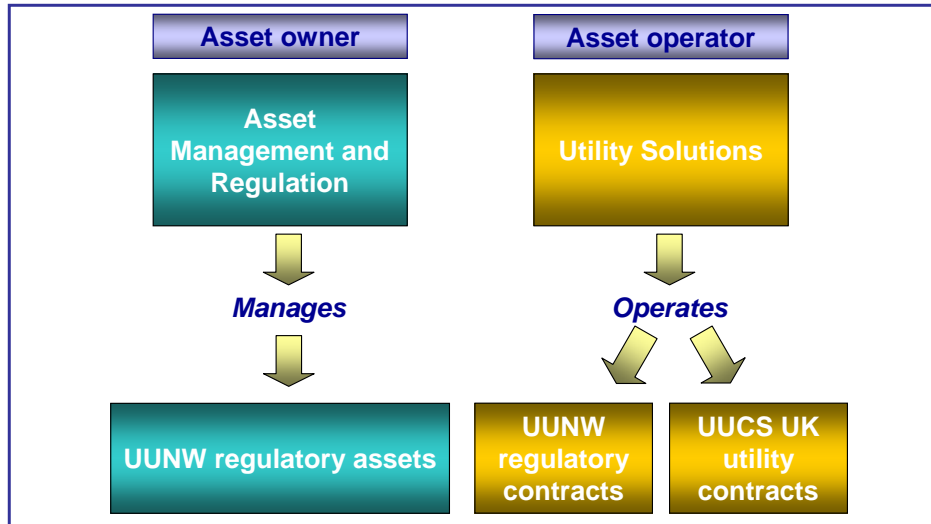 Asset owner
Asset operator
Asset
Management and
Regulation
Utility Solutions
Manages
Operates
UUNW regulatory assets
UUNW
regulatory
contracts
UUCS UK
utility
contracts